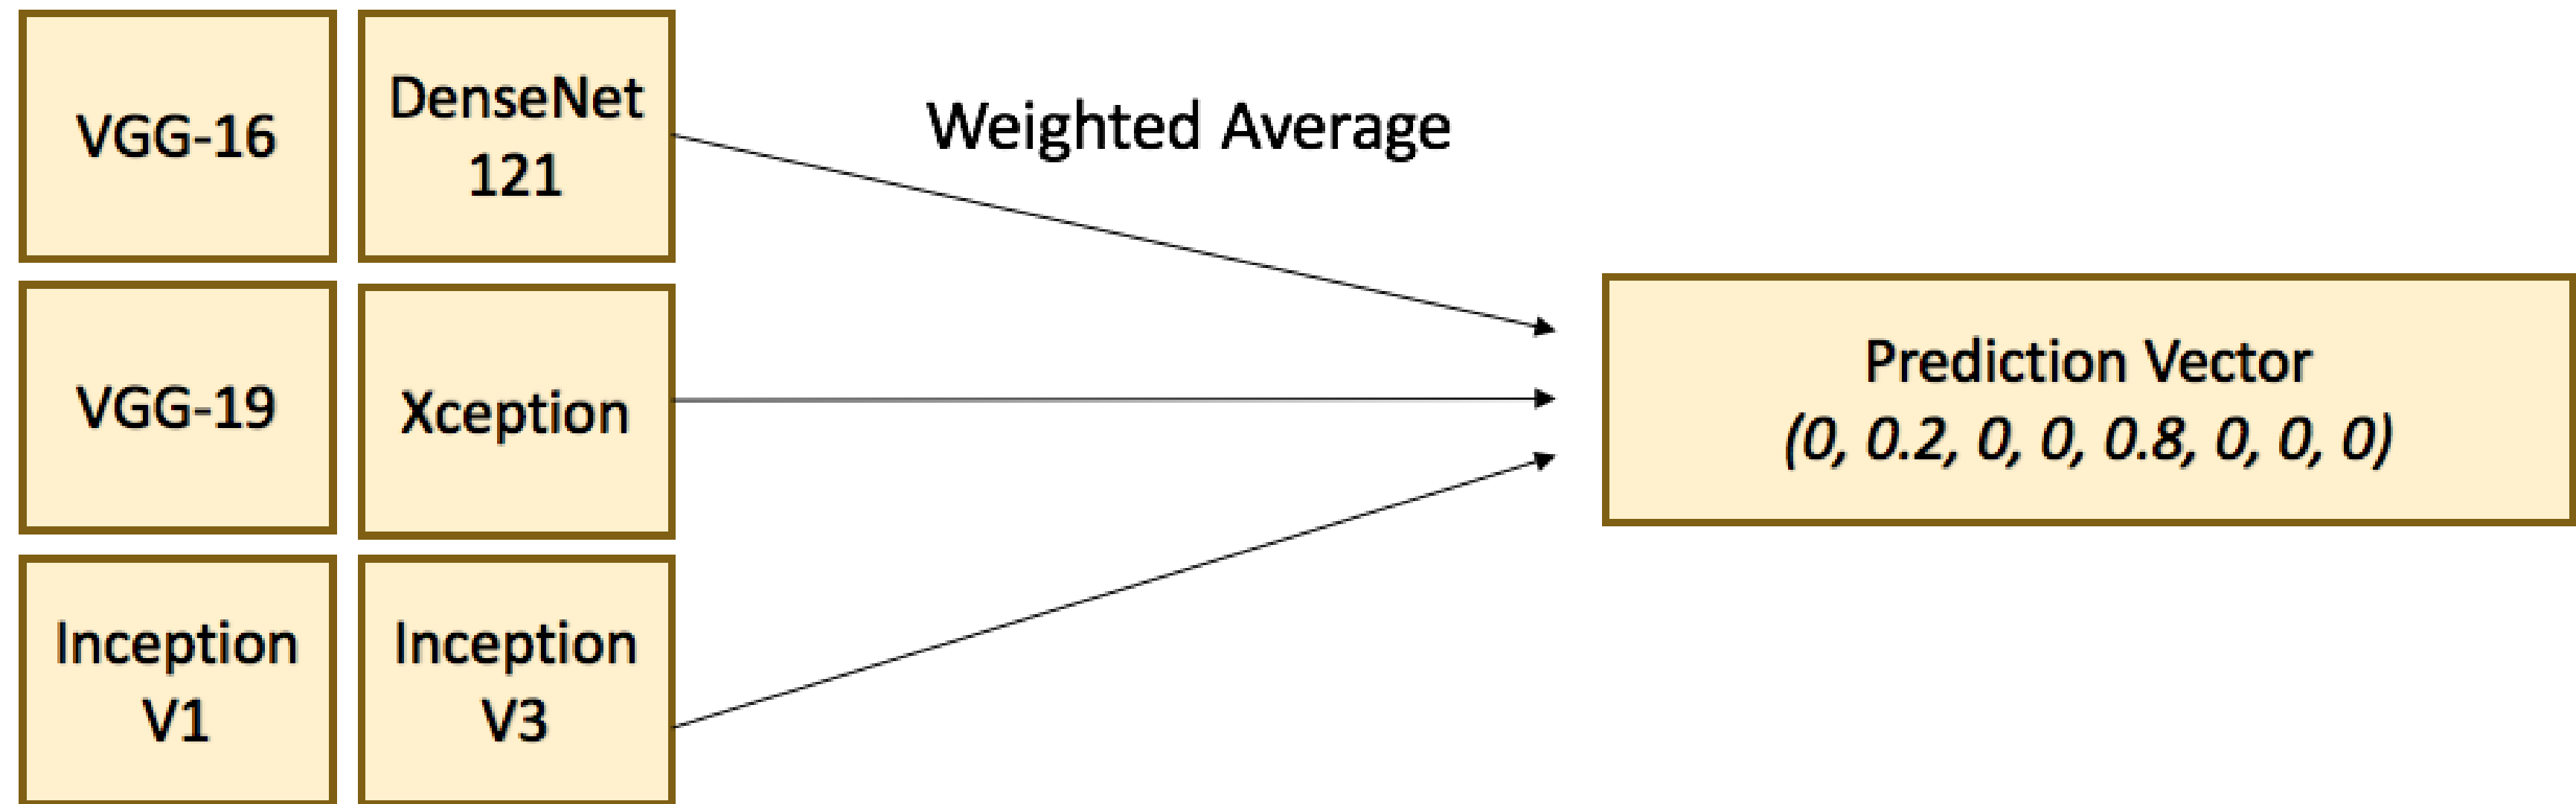 VGG-16
DenseNet
121
Weighted Average
VGG-19
Xception
Prediction Vector
(0, 0.2, 0, 0, 0.8, 0, 0, 0)
Inception
V1
Inception
V3